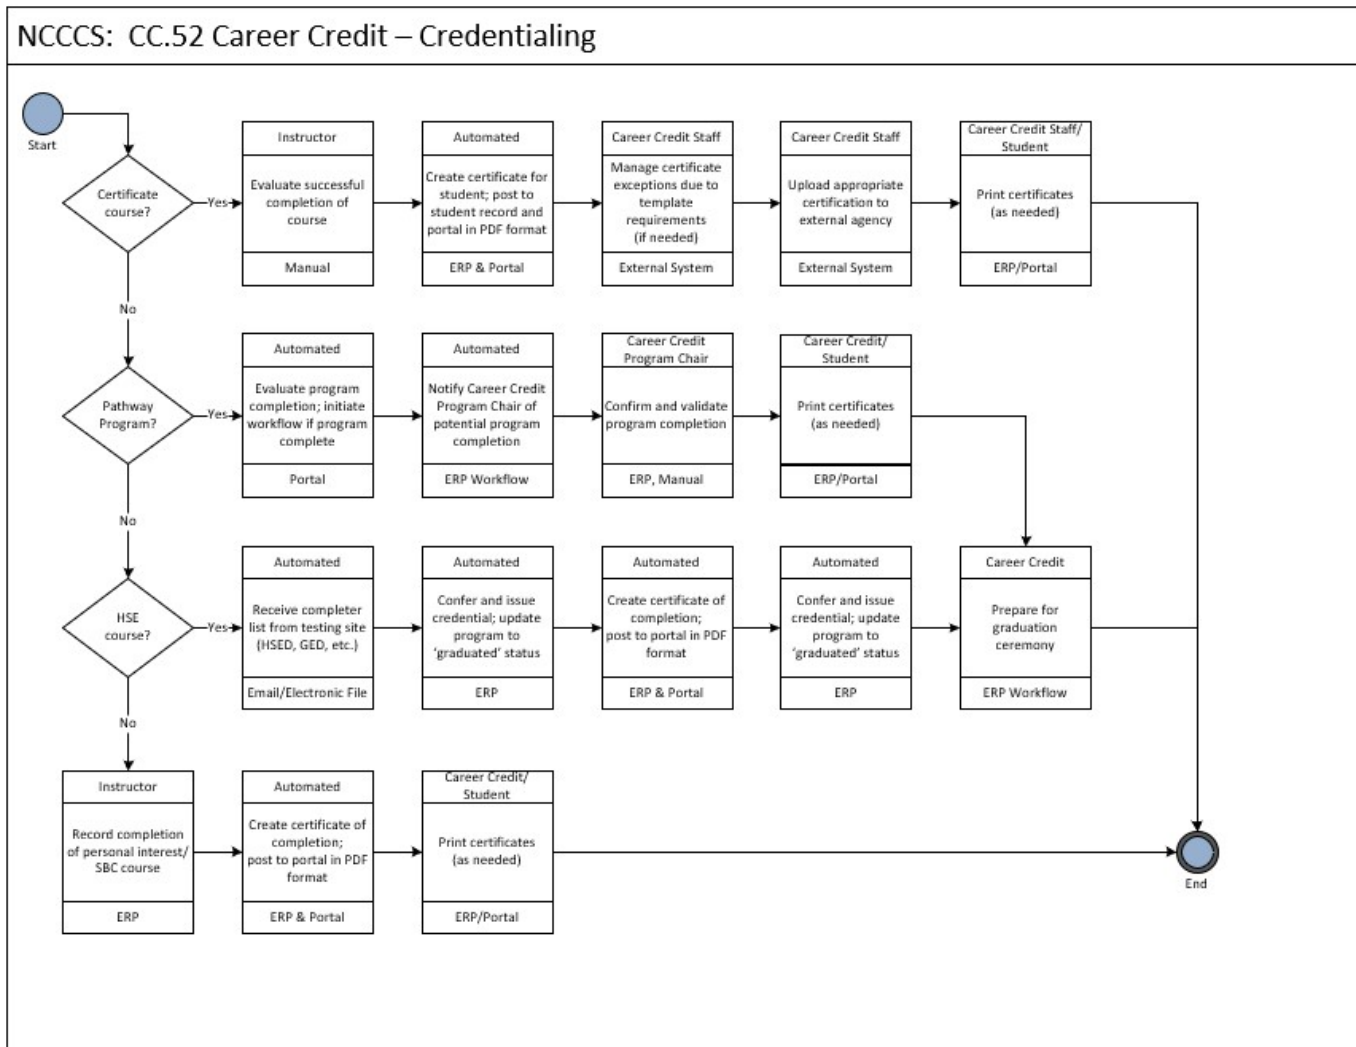 NCCCS:  CC.52 Career Credit – Credentialing
Start
Certificate
course?
Yes
Instructor
Evaluate successful
completion of
course
Manual
Automated
Create certificate for
student; post to
student record and
portal in PDF format
ERP & Portal
Career Credit Staff
Manage certificate
exceptions due to
template
requirements
(if needed)
External System
Career Credit Staff
Upload appropriate
certification to
external agency
External System
Career Credit Staff/
Student
Print certificates
(as needed)
ERP/Portal
No
Pathway
Program?
Yes
Automated
Evaluate program
completion; initiate
workflow if program
complete
Portal
Automated
Notify Career Credit
Program Chair of
potential program
completion
ERP Workflow
Career Credit
Program Chair
Confirm and validate
program completion
ERP, Manual
Career Credit/
Student
Print certificates
(as needed)
ERP/Portal
No
HSE
course?
Yes
Automated
Receive completer
list from testing site
(HSED, GED, etc.)
Email/Electronic File
Automated
Confer and issue
credential; update
program to
‘graduated’ status
ERP
Automated
Create certificate of
completion;
post to portal in PDF
format
ERP & Portal
Automated
Confer and issue
credential; update
program to
‘graduated’ status
ERP
Career Credit
Prepare for
graduation
ceremony
ERP Workflow
No
Instructor
Record completion
of personal interest/
SBC course
ERP
Automated
Create certificate of
completion;
post to portal in PDF
format
ERP & Portal
Career Credit/
Student
Print certificates
(as needed)
ERP/Portal
End